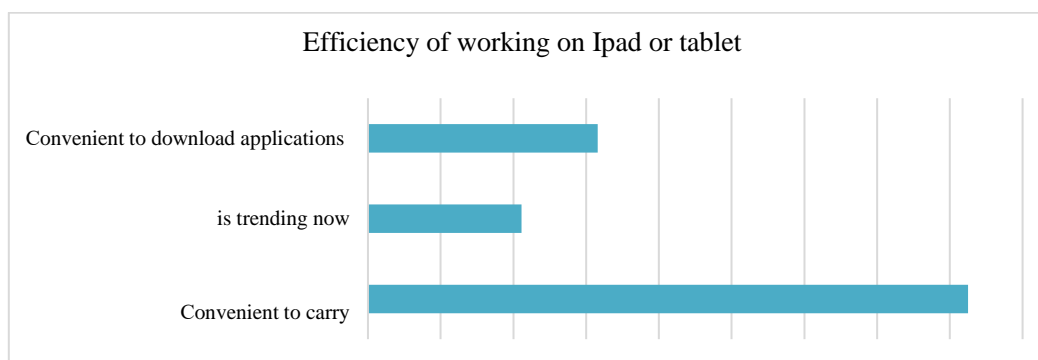 Efficiency of working on Ipad or tablet
Convenient to download applications
is trending now
Convenient to carry